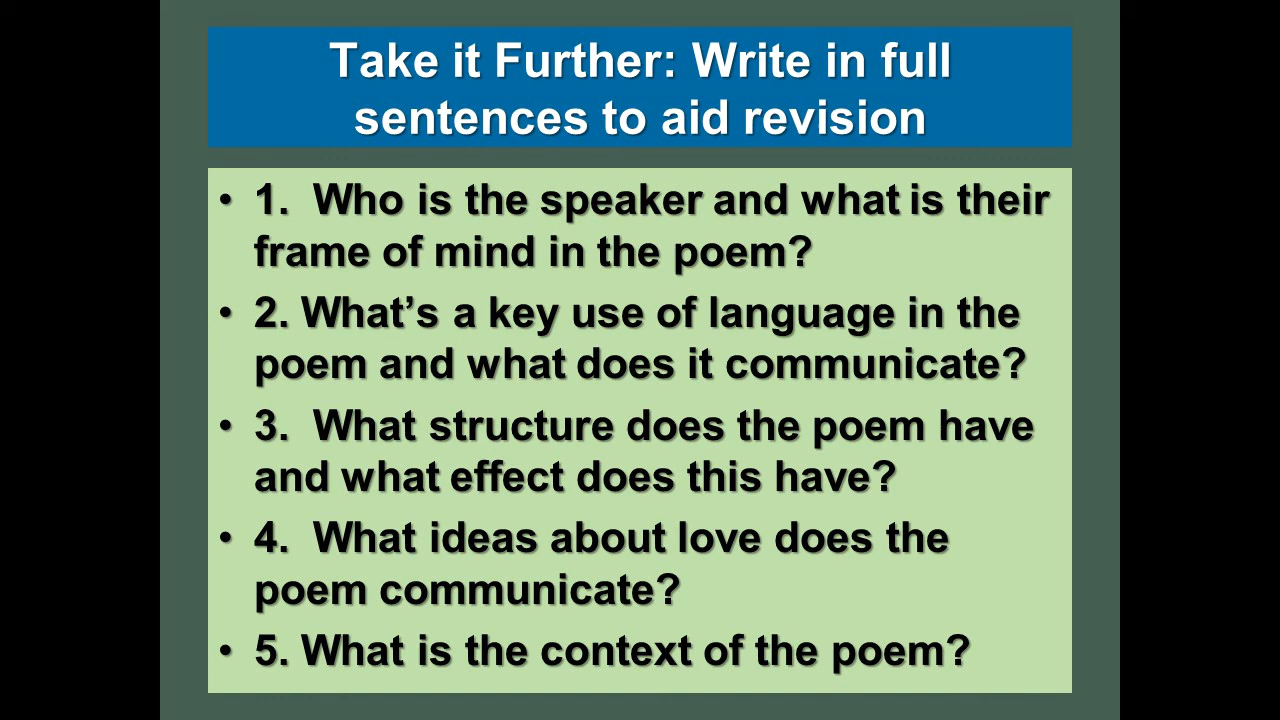 Take it Further: Write in full
sentences to aid revision
• 1.  Who is the speaker and what is their
frame of mind in the poem?
• 2. What’s a key use of language in the
poem and what does it communicate?
• 3.  What structure does the poem have
and what effect does this have?
• 4.  What ideas about love does the
poem communicate?
• 5. What is the context of the poem?